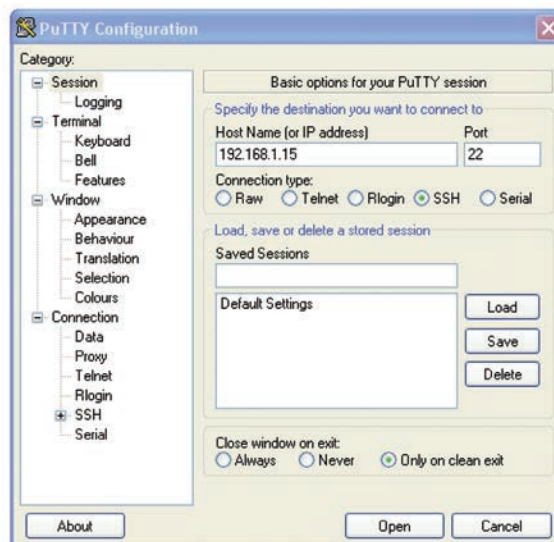 PuTTY Configuration
Category:
Session
Logging
Terminal
Keyboard
Bell
Features
Window
Appearance
Behaviour
Translation
Selection
Colours
Connection
Data
Proxy
Telnet
Rlogin
SSH
Serial
Basic options for your PuTTY session
Specify the destination you want to connect to
Host Name (or IP address) Port
192.168.1.15 22
Connection type:
Raw Telnet Rlogin SSH Serial
Load, save or delete a stored session
Saved Sessions
Default Settings
Load
Save
Delete
Close window on exit:
Always Never Only on clean exit
About Open Cancel